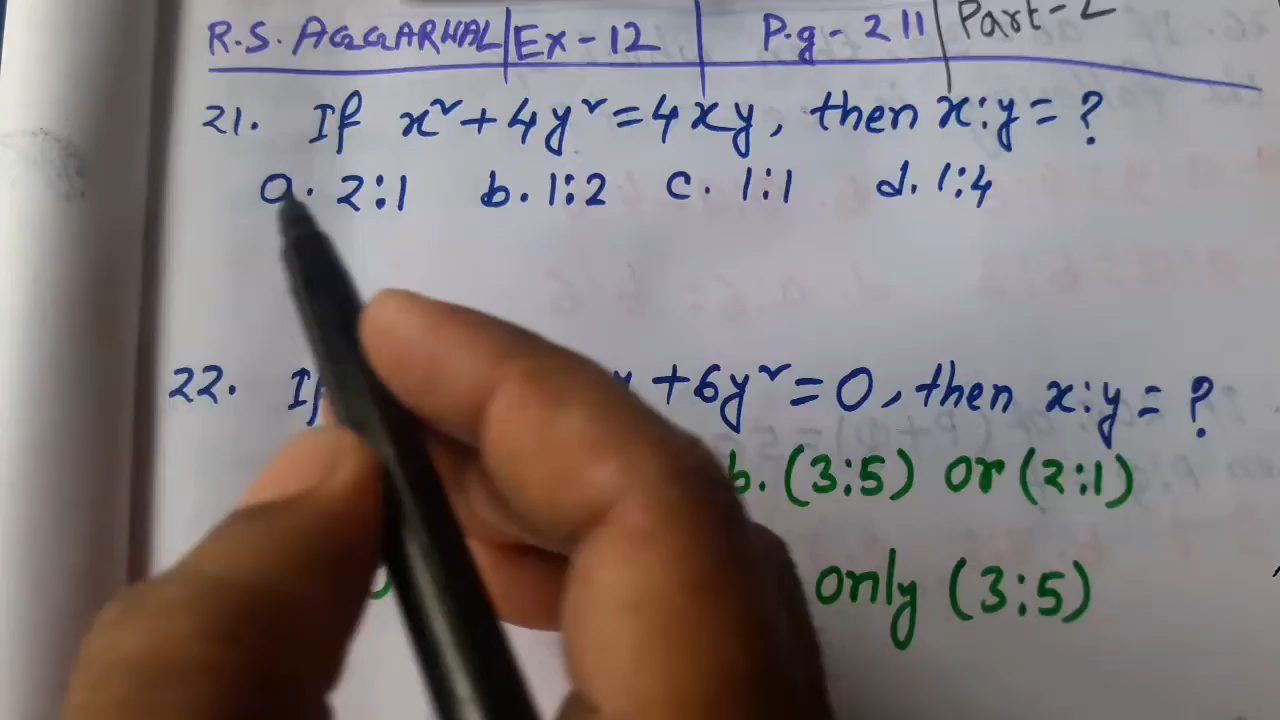 R.S. AGGARWAL Ex-12 P.g-211 Part-2
21. If x²+4y²=4xy, then x:y=?
a. 2:1 b. 1:2 c. 1:1 d. 1:4
22. If +6y²=0, then x:y=?
b. (3:5) or (2:1)
only (3:5)